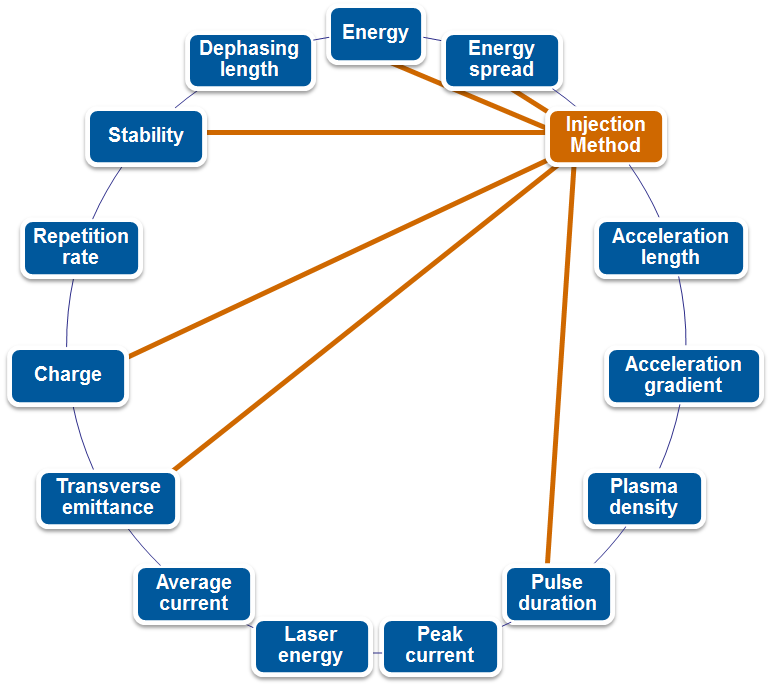 Energy
Energy
spread
Injection
Method
Acceleration
length
Acceleration
gradient
Plasma
density
Pulse
duration
Peak
current
Laser
energy
Average
current
Transverse
emittance
Charge
Repetition
rate
Stability
Dephasing
length